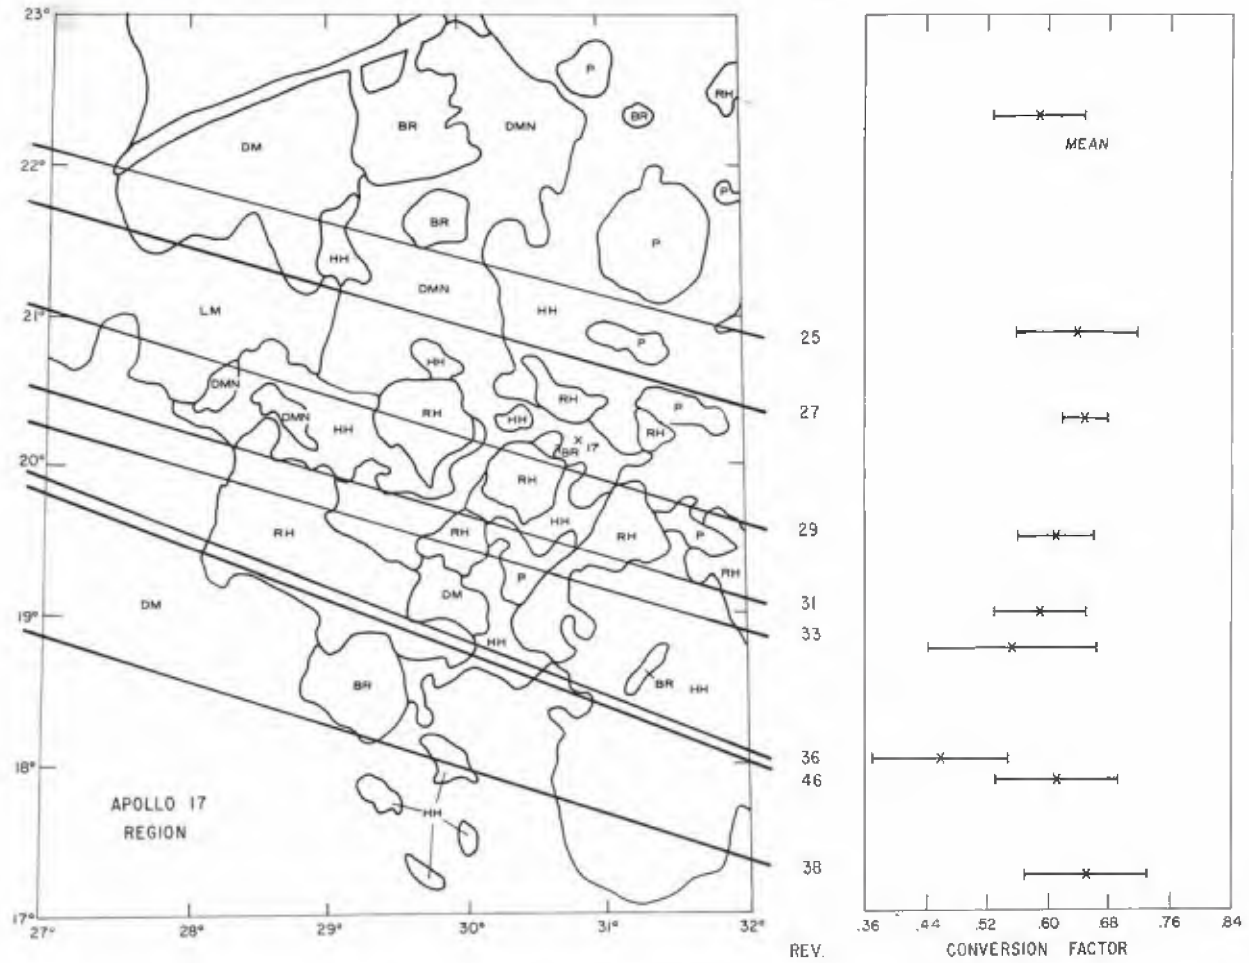 23°
P
RH
BR
BR
DMN
DM
MEAN
22°
P
BR
P
HH
DMN
LM
HH
21°
25
P
HH
DMN
RH
27
DMN
HH
RH
HH
P
RH
BR
17
20°
RH
HH
29
RH
RH
RH
P
RH
P
31
DM
DM
19°
33
HH
BR
BR
HH
36
18°
46
APOLLO 17
REGION
HH
38
17°
27°
28°
29°
30°
31°
32°
.36
.44
.52
.60
.68
.76
.84
REV.
CONVERSION FACTOR